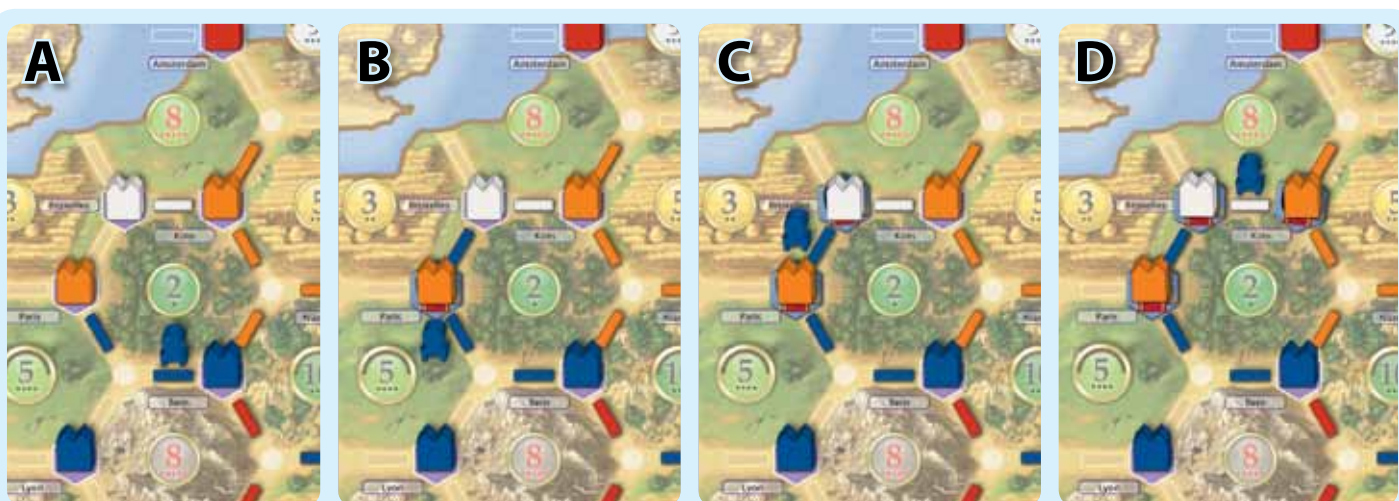 A
Amsterdam
8
3
Bruxelles
Köln
2
Paris
5
Bern
8
Lyon
B
Amsterdam
8
3
Bruxelles
Köln
2
Paris
5
Bern
8
Lyon
C
Amsterdam
8
3
Köln
2
Paris
5
Bern
8
Lyon
D
Amsterdam
8
3
Bruxelles
Köln
2
Paris
5
10
Bern
8
Lyon